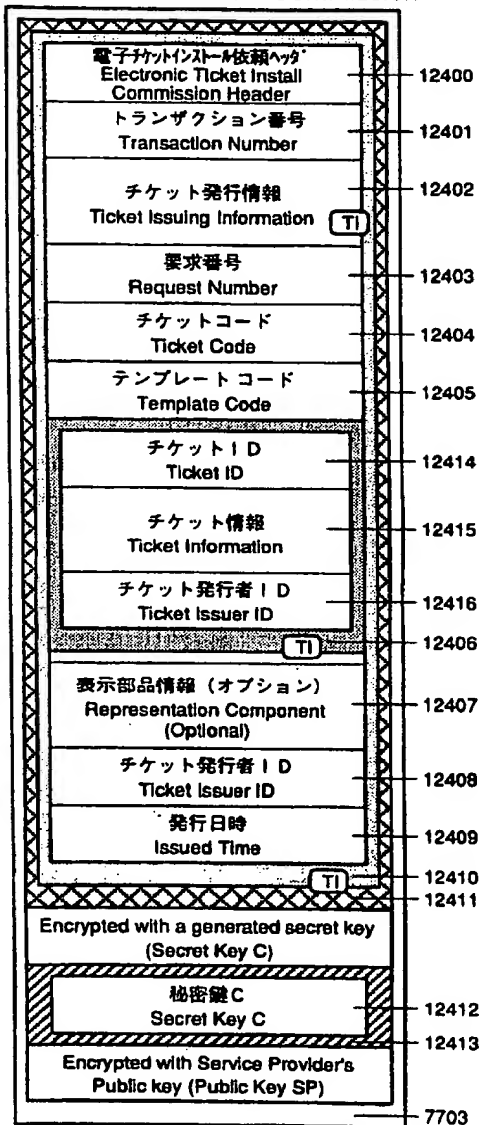 電子チケットインストール依頼ヘッダ
Electronic Ticket Install
Commission Header
12400
トランザクション番号
Transaction Number
12401
チケット発行情報
Ticket Issuing Information
TI
12402
要求番号
Request Number
12403
チケットコード
Ticket Code
12404
テンプレートコード
Template Code
12405
チケットID
Ticket ID
12414
チケット情報
Ticket Information
12415
チケット発行者ID
Ticket Issuer ID
12416
TI
12406
表示部品情報(オプション)
Representation Component
(Optional)
12407
チケット発行者ID
Ticket Issuer ID
12408
発行日時
Issued Time
12409
TI
12410
12411
Encrypted with a generated secret key
(Secret Key C)
秘密鍵C
Secret Key C
12412
12413
Encrypted with Service Provider's
Public key (Public Key SP)
7703